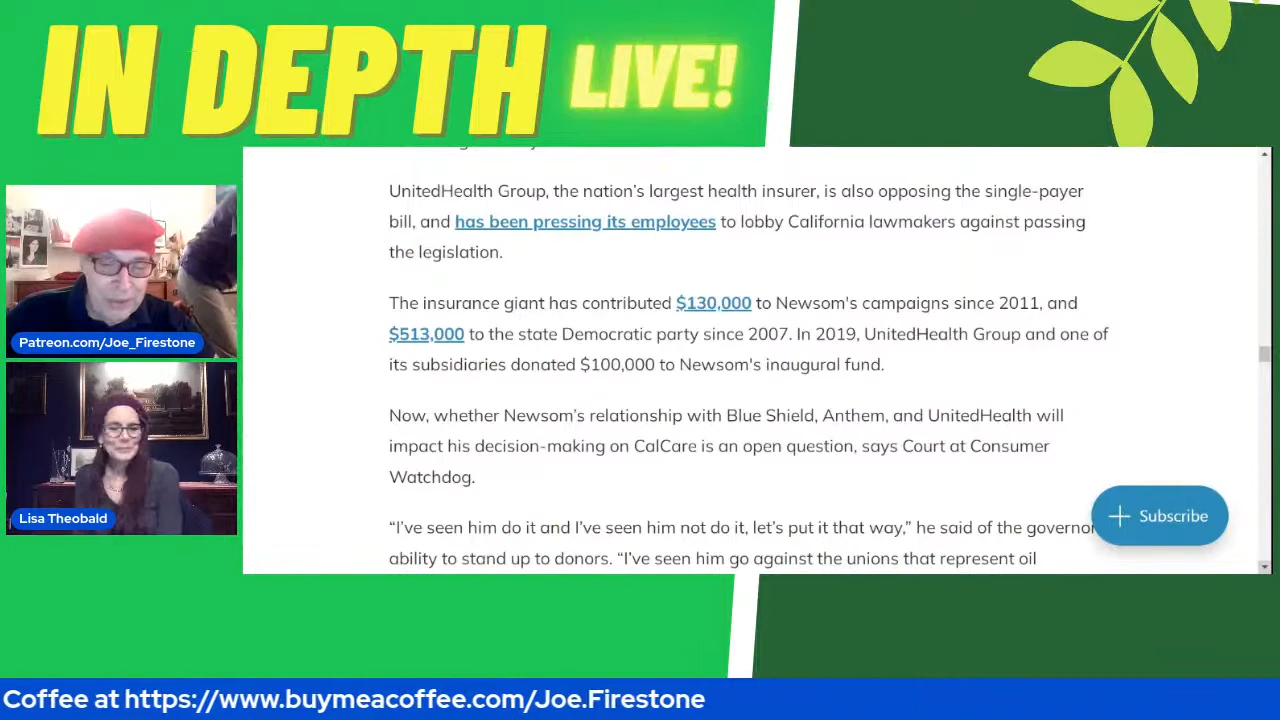 IN DEPTH LIVE!
UnitedHealth Group, the nation’s largest health insurer, is also opposing the single-payer
bill, and has been pressing its employees to lobby California lawmakers against passing
the legislation.
The insurance giant has contributed $130,000 to Newsom's campaigns since 2011, and
$513,000 to the state Democratic party since 2007. In 2019, UnitedHealth Group and one of
its subsidiaries donated $100,000 to Newsom's inaugural fund.
Now, whether Newsom’s relationship with Blue Shield, Anthem, and UnitedHealth will
impact his decision-making on CalCare is an open question, says Court at Consumer
Watchdog.
“I’ve seen him do it and I’ve seen him not do it, let’s put it that way,” he said of the governor
ability to stand up to donors. “I’ve seen him go against the unions that represent oil
+ Subscribe
Patreon.com/Joe_Firestone
Lisa Theobald
Coffee at https://www.buymeacoffee.com/Joe.Firestone